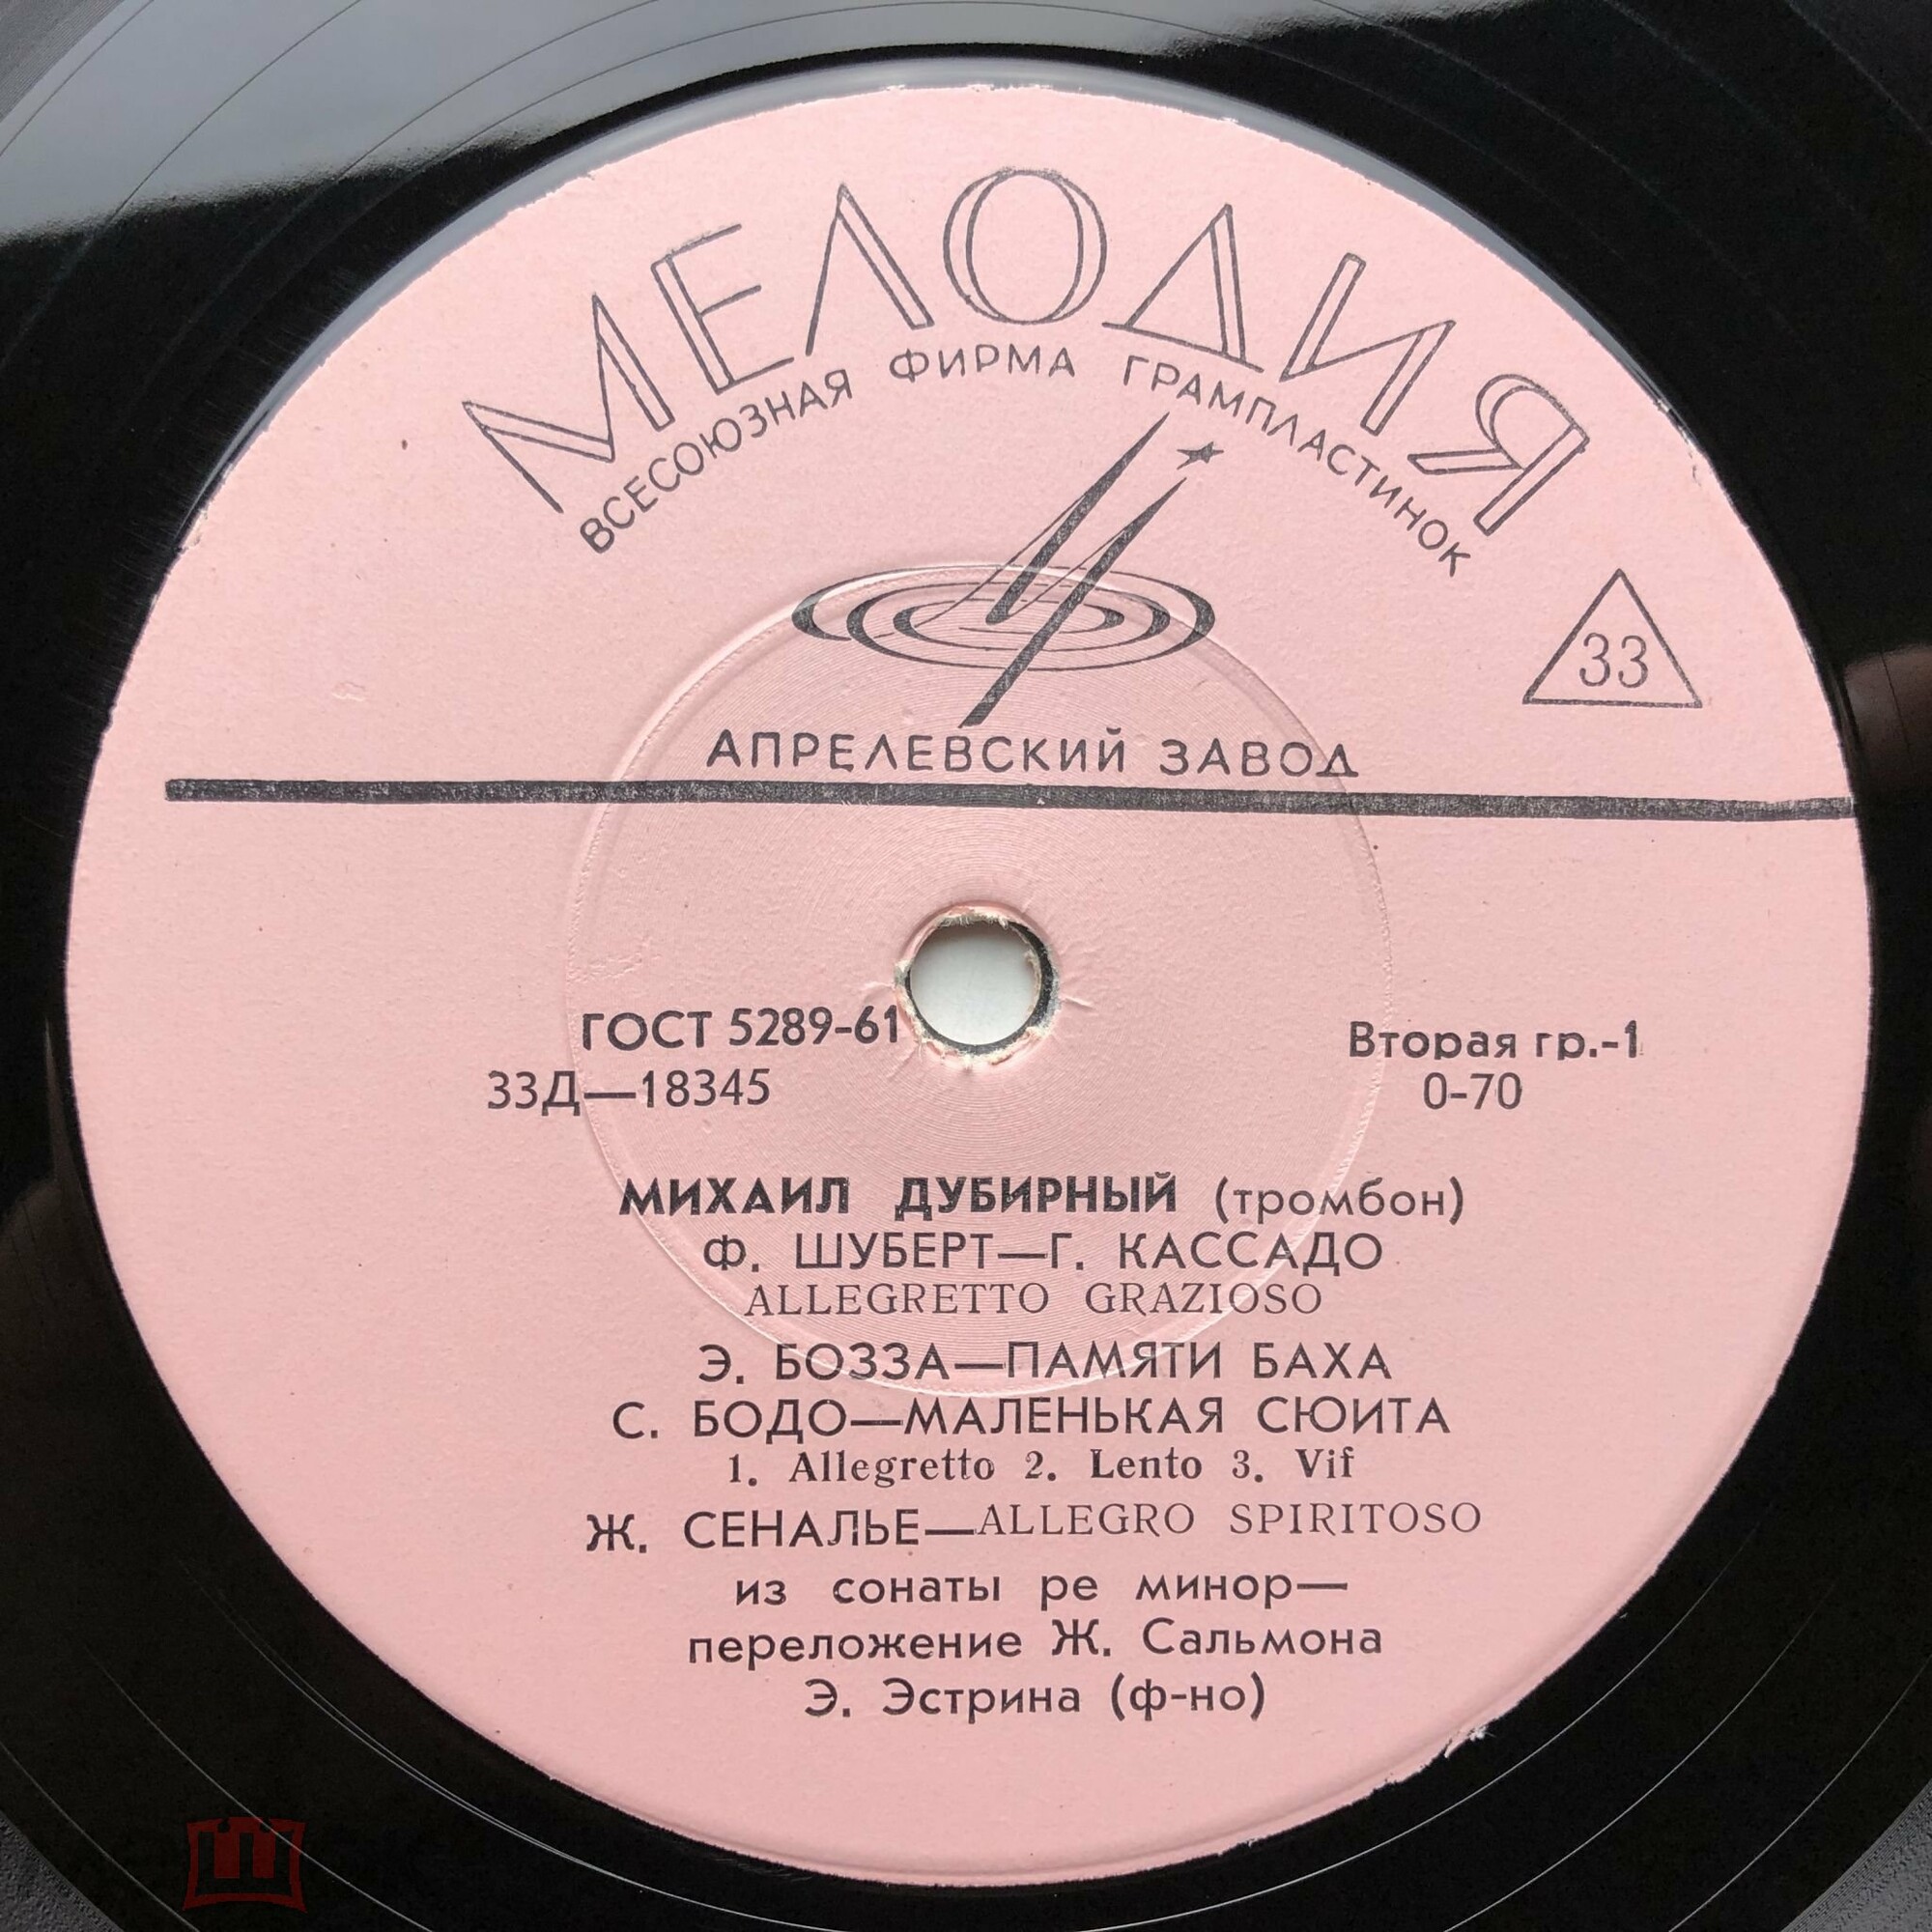 МЕЛОДИЯ
ВСЕСОЮЗНАЯ ФИРМА ГРАМПЛАСТИНОК
33
АПРЕЛЕВСКИЙ ЗАВОД
ГОСТ 5289-61
Вторая гр.-1
33Д—18345
0-70
МИХАИЛ ДУБИРНЫЙ (тромбон)
Ф. ШУБЕРТ—Г. КАССАДО
ALLEGRETTO GRAZIOSO
Э. БОЗЗА—ПАМЯТИ БАХА
С. БОДО—МАЛЕНЬКАЯ СЮИТА
1. Allegretto 2. Lento 3. Vif
Ж. СЕНАЛЬЕ—ALLEGRO SPIRITOSO
из сонаты ре минор—
переложение Ж. Сальмона
Э. Эстрина (ф-но)